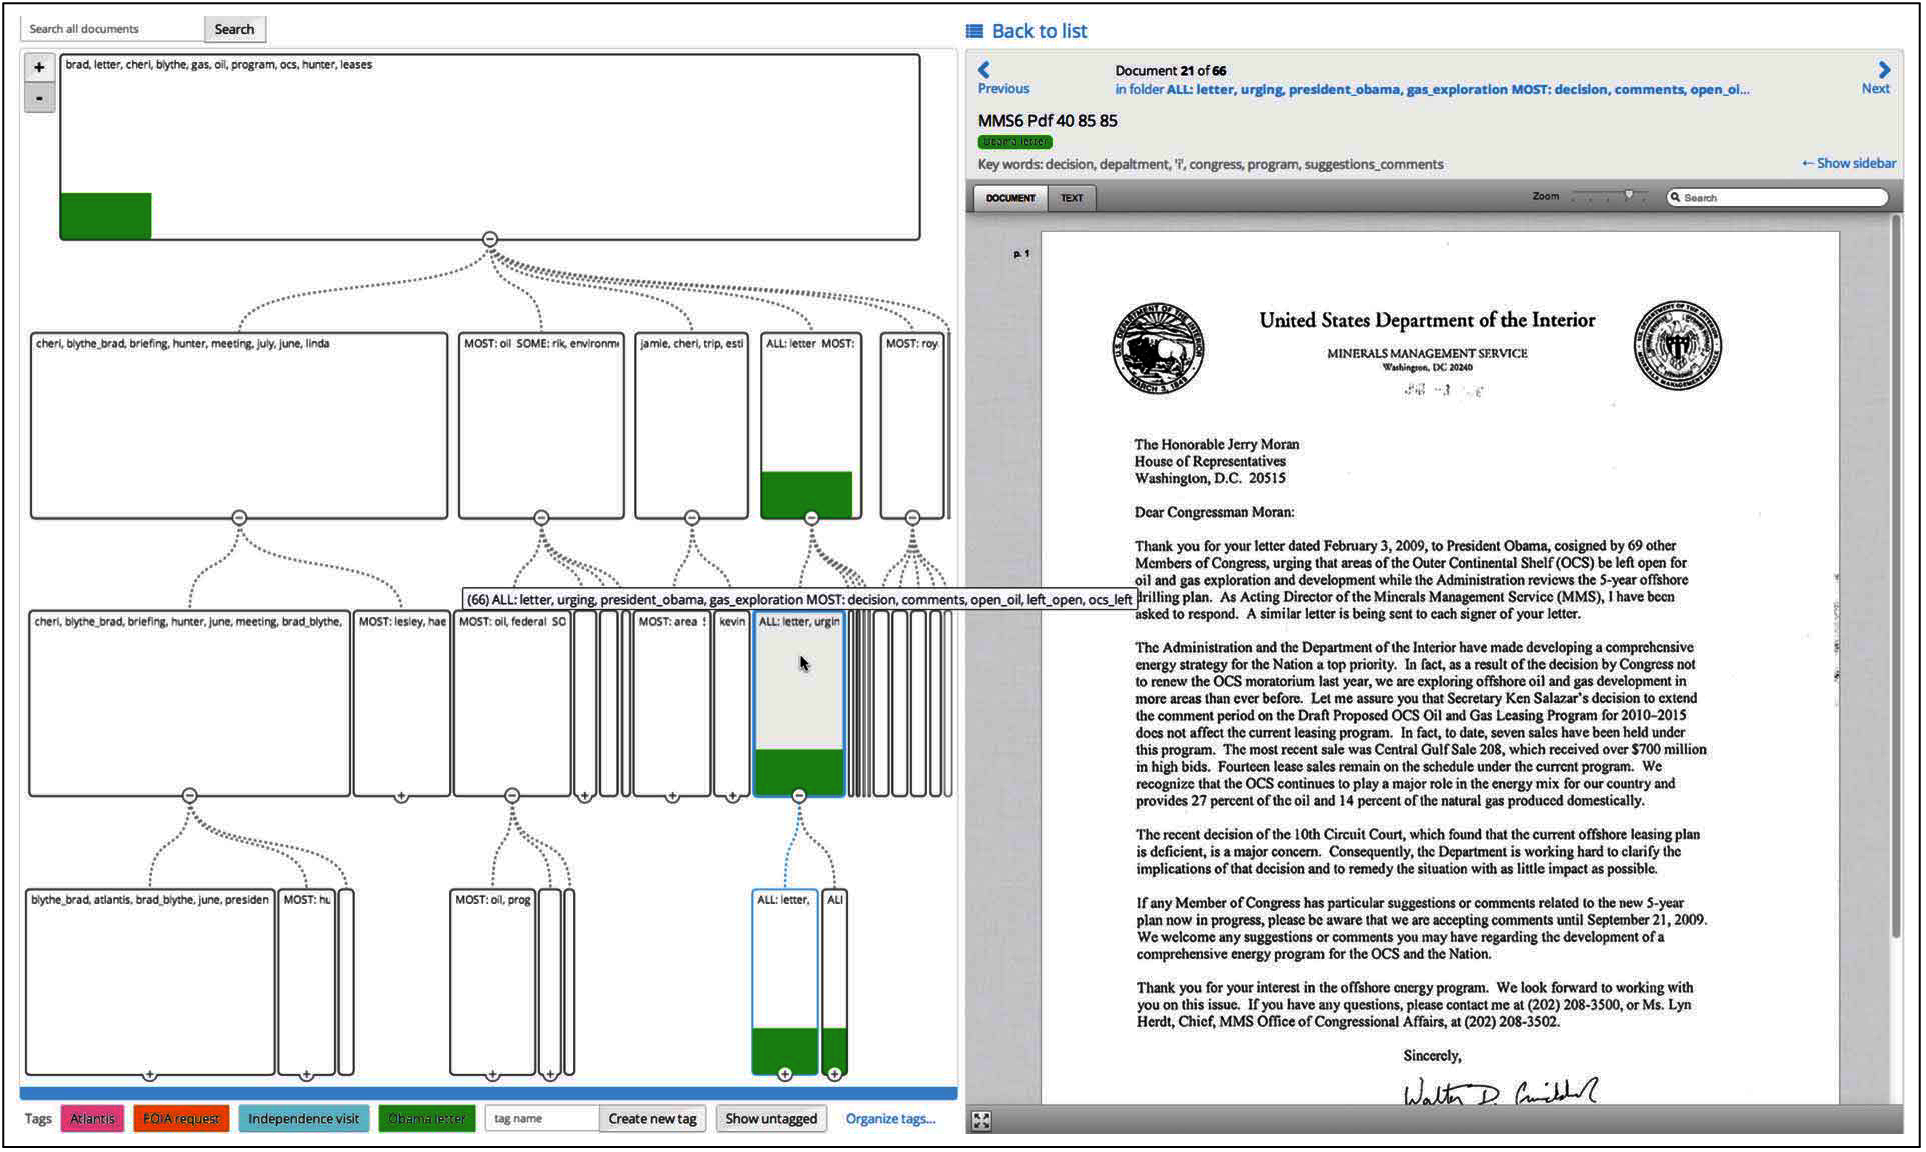 Search all documents
Search
+
-
brad, letter, cheri, blythe, gas, oil, program, ocs, hunter, leases
cheri, blythe_brad, briefing, hunter, meeting, july, june, linda
MOST: oil SOME: rik, environm
jamie, cheri, trip, esti
ALL: letter MOST:
MOST: roy
(66) ALL: letter, urging, president_obama, gas_exploration MOST: decision, comments, open_oil, left_open, ocs_left
cheri, blythe_brad, briefing, hunter, june, meeting, brad_blythe,
MOST: lesley, hae
MOST: oil, federal SO
MOST: area
kevin
ALL: letter, urgin
blythe_brad, atlantis, brad_blythe, june, presiden
MOST: hu
MOST: oil, prog
ALL: letter,
ALI
Tags
Atlantis
FOIA request
Independence visit
Obama letter
tag name
Create new tag
Show untagged
Organize tags...
Back to list
Previous
Document 21 of 66
in folder ALL: letter, urging, president_obama, gas_exploration MOST: decision, comments, open_oi...
Next
MMS6 Pdf 40 85 85
Obama letter
Key words: decision, depaltment, 'i', congress, program, suggestions_comments
← Show sidebar
DOCUMENT
TEXT
Zoom
Search
p. 1
U.S. DEPARTMENT OF THE INTERIOR
MARCH 3, 1849
United States Department of the Interior
MINERALS MANAGEMENT SERVICE
Washington, DC 20240
The Honorable Jerry Moran
House of Representatives
Washington, D.C. 20515
Dear Congressman Moran:
Thank you for your letter dated February 3, 2009, to President Obama, cosigned by 69 other
Members of Congress, urging that areas of the Outer Continental Shelf (OCS) be left open for
oil and gas exploration and development while the Administration reviews the 5-year offshore
drilling plan. As Acting Director of the Minerals Management Service (MMS), I have been
asked to respond. A similar letter is being sent to each signer of your letter.
The Administration and the Department of the Interior have made developing a comprehensive
energy strategy for the Nation a top priority. In fact, as a result of the decision by Congress not
to renew the OCS moratorium last year, we are exploring offshore oil and gas development in
more areas than ever before. Let me assure you that Secretary Ken Salazar's decision to extend
the comment period on the Draft Proposed OCS Oil and Gas Leasing Program for 2010–2015
does not affect the current leasing program. In fact, to date, seven sales have been held under
this program. The most recent sale was Central Gulf Sale 208, which received over $700 million
in high bids. Fourteen lease sales remain on the schedule under the current program. We
recognize that the OCS continues to play a major role in the energy mix for our country and
provides 27 percent of the oil and 14 percent of the natural gas produced domestically.
The recent decision of the 10th Circuit Court, which found that the current offshore leasing plan
is deficient, is a major concern. Consequently, the Department is working hard to clarify the
implications of that decision and to remedy the situation with as little impact as possible.
If any Member of Congress has particular suggestions or comments related to the new 5-year
plan now in progress, please be aware that we are accepting comments until September 21, 2009.
We welcome any suggestions or comments you may have regarding the development of a
comprehensive energy program for the OCS and the Nation.
Thank you for your interest in the offshore energy program. We look forward to working with
you on this issue. If you have any questions, please contact me at (202) 208-3500, or Ms. Lyn
Herdt, Chief, MMS Office of Congressional Affairs, at (202) 208-3502.
Sincerely,
Walter D.